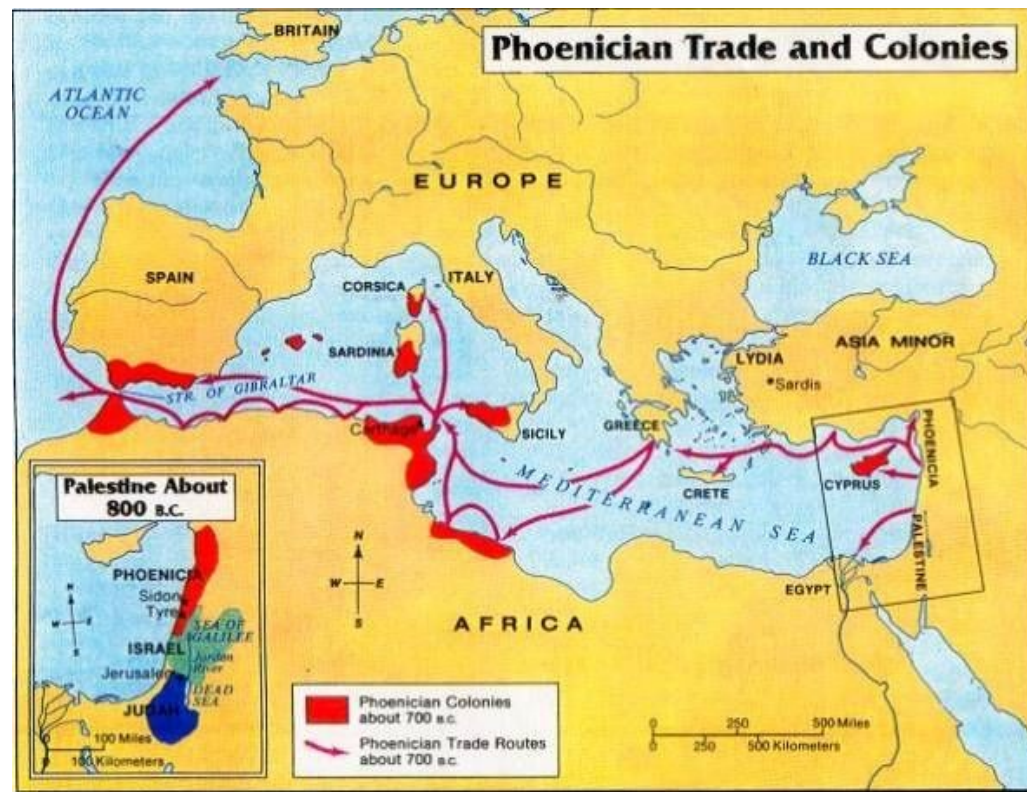 Phoenician Trade and Colonies
BRITAIN
ATLANTIC
OCEAN
EUROPE
SPAIN
CORSICA
ITALY
BLACK SEA
SARDINIA
ASIA MINOR
LYDIA
Sardis
STR. OF GIBRALTAR
Carthage
SICILY
GREECE
PHOENICIA
CRETE
CYPRUS
MEDITERRANEAN SEA
PALESTINE
EGYPT
AFRICA
N
W E
S
Palestine About
800 B.C.
PHOENICIA
Sidon
Tyre
N
W E
S
SEA OF
GALILEE
ISRAEL
Jordan
River
Jerusalem
DEAD
SEA
JUDAH
0 100 Miles
0 100 Kilometers
Phoenician Colonies
about 700 B.C.
Phoenician Trade Routes
about 700 B.C.
0 250 500 Miles
0 250 500 Kilometers